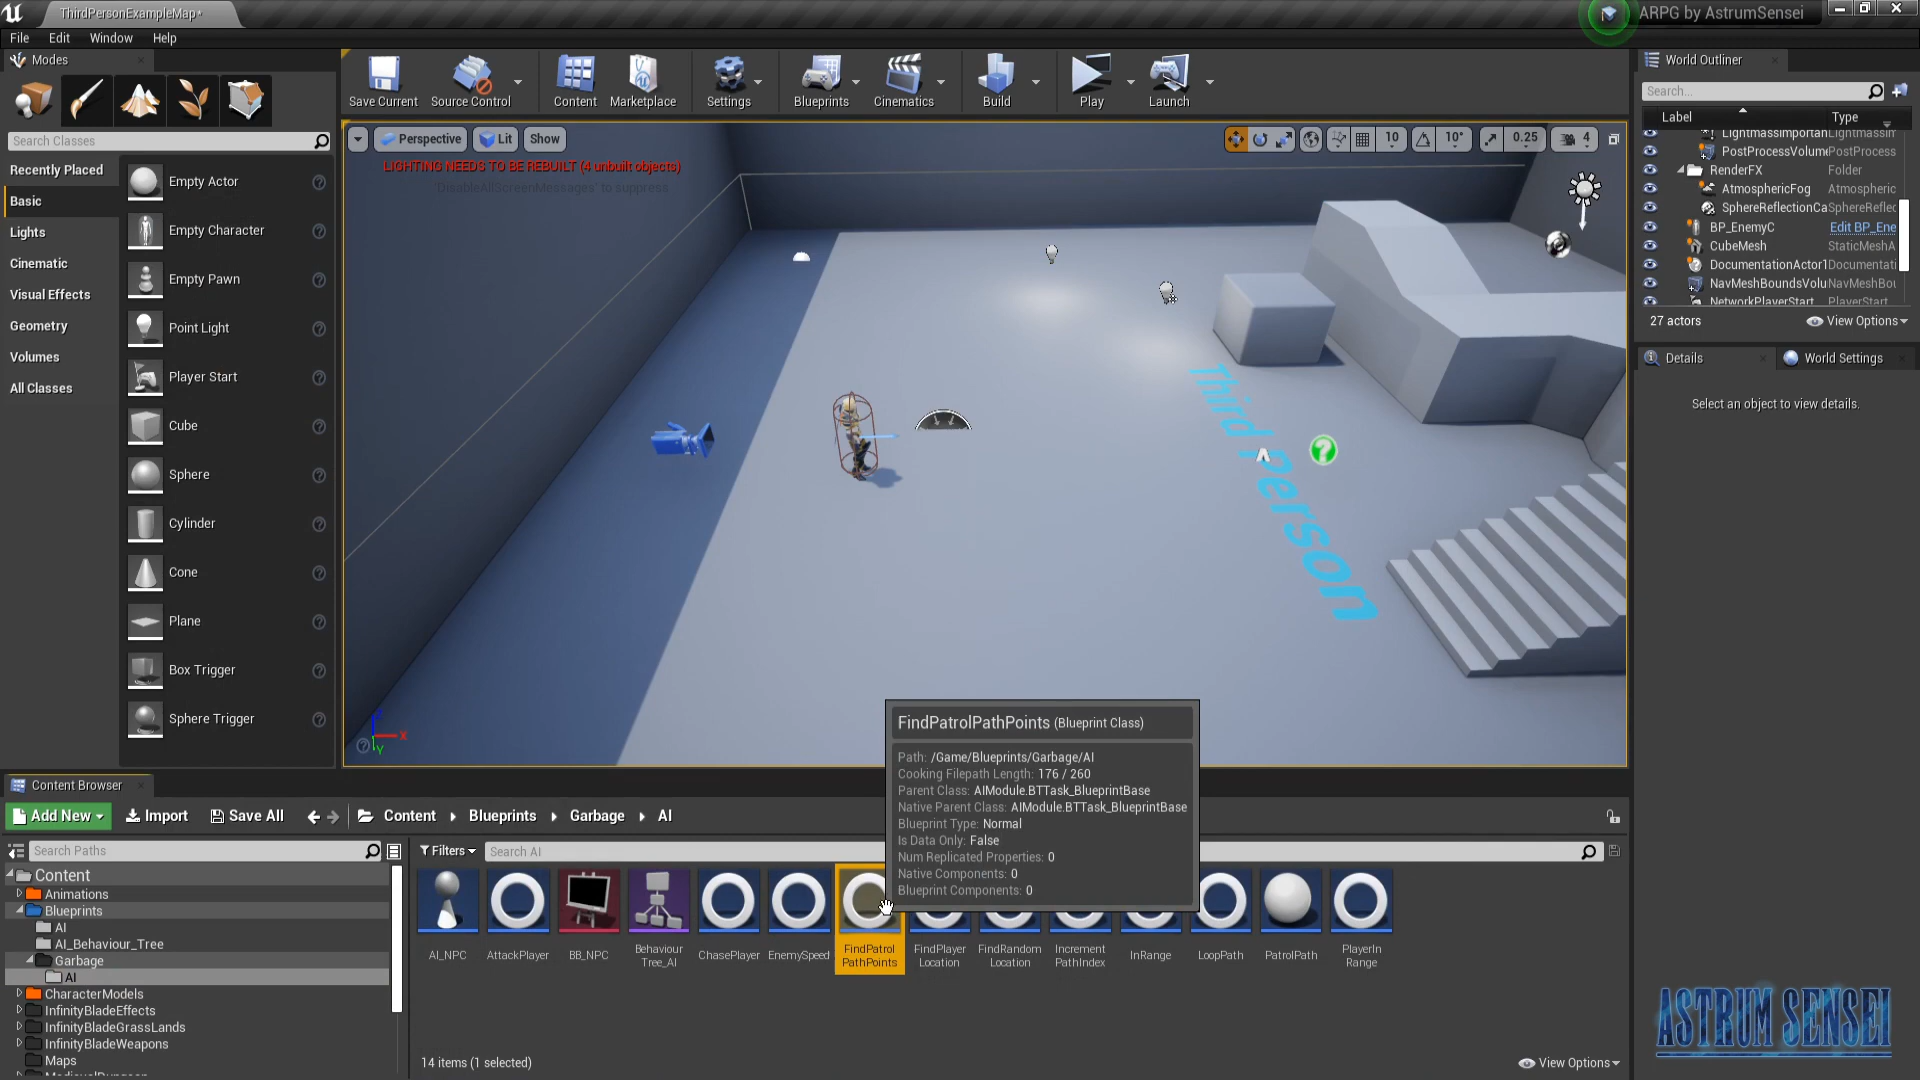 ThirdPersonExampleMap*
ARPG by AstrumSensei
File Edit Window Help
Modes
Save Current Source Control Content Marketplace Settings Blueprints Cinematics Build Play Launch
Search Classes
Recently Placed
Basic
Lights
Cinematic
Visual Effects
Geometry
Volumes
All Classes
Empty Actor
Empty Character
Empty Pawn
Point Light
Player Start
Cube
Sphere
Cylinder
Cone
Plane
Box Trigger
Sphere Trigger
Perspective Lit Show
10 10° 0.25 4
LIGHTING NEEDS TO BE REBUILT (4 unbuilt objects)
'DisableAllScreenMessages' to suppress
Third Person
X
Y
World Outliner
Search...
Label Type
LightmassImportan Lightmassim
PostProcessVolume PostProcess
RenderFX Folder
AtmosphericFog Atmospheric
SphereReflectionCa SphereReflec
BP_EnemyC Edit BP_Ene
CubeMesh StaticMeshA
DocumentationActor1 Documentati
NavMeshBoundsVolu NavMeshBou
NetworkPlayerStart PlayerStart
27 actors View Options
Details World Settings
Select an object to view details.
FindPatrolPathPoints (Blueprint Class)
Path: /Game/Blueprints/Garbage/AI
Cooking Filepath Length: 176 / 260
Parent Class: AIModule.BTTask_BlueprintBase
Native Parent Class: AIModule.BTTask_BlueprintBase
Blueprint Type: Normal
Is Data Only: False
Num Replicated Properties: 0
Native Components: 0
Blueprint Components: 0
Content Browser
Add New Import Save All Content Blueprints Garbage AI
Search Paths
Filters Search AI
Content
Animations
Blueprints
AI
AI_Behaviour_Tree
Garbage
AI
CharacterModels
InfinityBladeEffects
InfinityBladeGrassLands
InfinityBladeWeapons
Maps
AI_NPC
AttackPlayer
BB_NPC
Behaviour
Tree_AI
ChasePlayer
EnemySpeed
FindPatrol
PathPoints
FindPlayer
Location
FindRandom
Location
Increment
PathIndex
InRange
LoopPath
PatrolPath
PlayerIn
Range
14 items (1 selected)
View Options
ASTRUM SENSEI